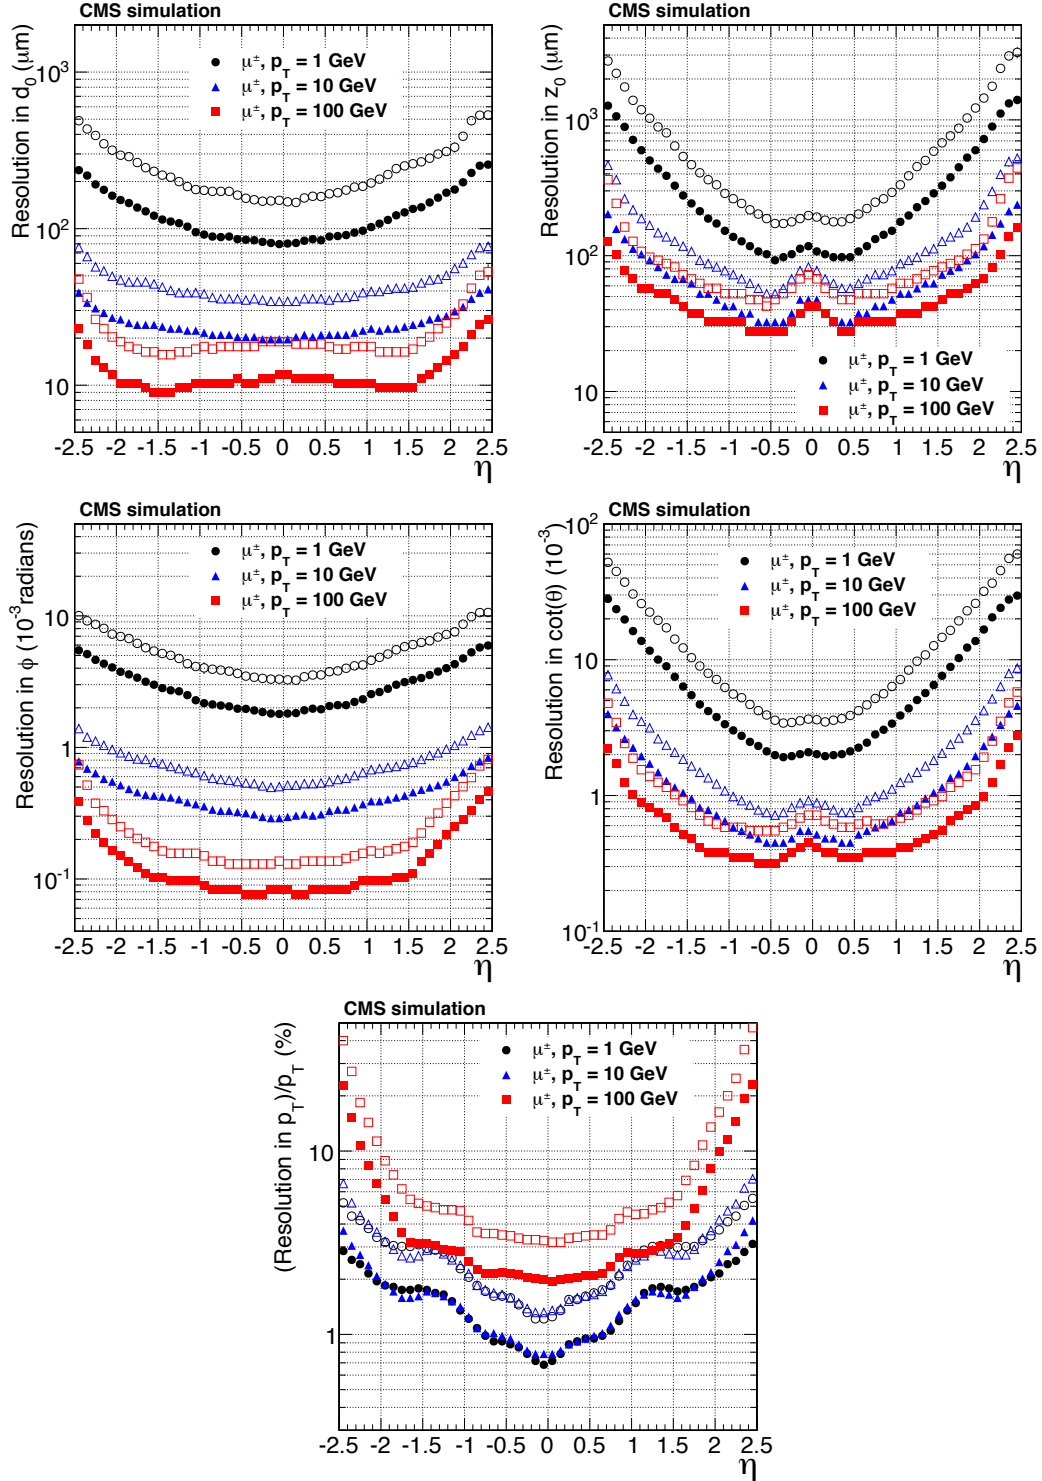 CMS simulation
Resolution in d0 (μm)
μ±, pT = 1 GeV
μ±, pT = 10 GeV
μ±, pT = 100 GeV
10^3
10^2
10
-2.5 -2 -1.5 -1 -0.5 0 0.5 1 1.5 2 2.5
η
CMS simulation
Resolution in z0 (μm)
10^3
10^2
10
μ±, pT = 1 GeV
μ±, pT = 10 GeV
μ±, pT = 100 GeV
-2.5 -2 -1.5 -1 -0.5 0 0.5 1 1.5 2 2.5
η
CMS simulation
Resolution in ϕ (10^-3 radians)
μ±, pT = 1 GeV
μ±, pT = 10 GeV
μ±, pT = 100 GeV
10
1
10^-1
-2.5 -2 -1.5 -1 -0.5 0 0.5 1 1.5 2 2.5
η
CMS simulation
Resolution in cot(θ) (10^-3)
10^2
μ±, pT = 1 GeV
μ±, pT = 10 GeV
μ±, pT = 100 GeV
10
1
10^-1
-2.5 -2 -1.5 -1 -0.5 0 0.5 1 1.5 2 2.5
η
CMS simulation
(Resolution in pT)/pT (%)
μ±, pT = 1 GeV
μ±, pT = 10 GeV
μ±, pT = 100 GeV
10
1
-2.5 -2 -1.5 -1 -0.5 0 0.5 1 1.5 2 2.5
η